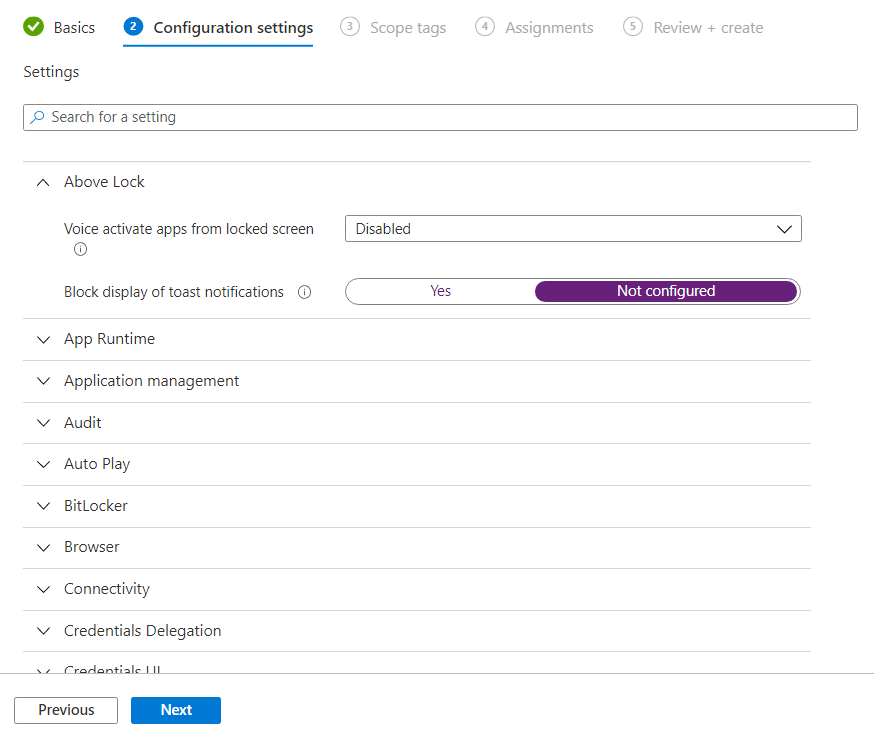 Basics 2 Configuration settings 3 Scope tags 4 Assignments 5 Review + create
Settings
Search for a setting
Above Lock
Voice activate apps from locked screen Disabled
Block display of toast notifications Yes Not configured
App Runtime
Application management
Audit
Auto Play
BitLocker
Browser
Connectivity
Credentials Delegation
Credentials UI
Previous Next